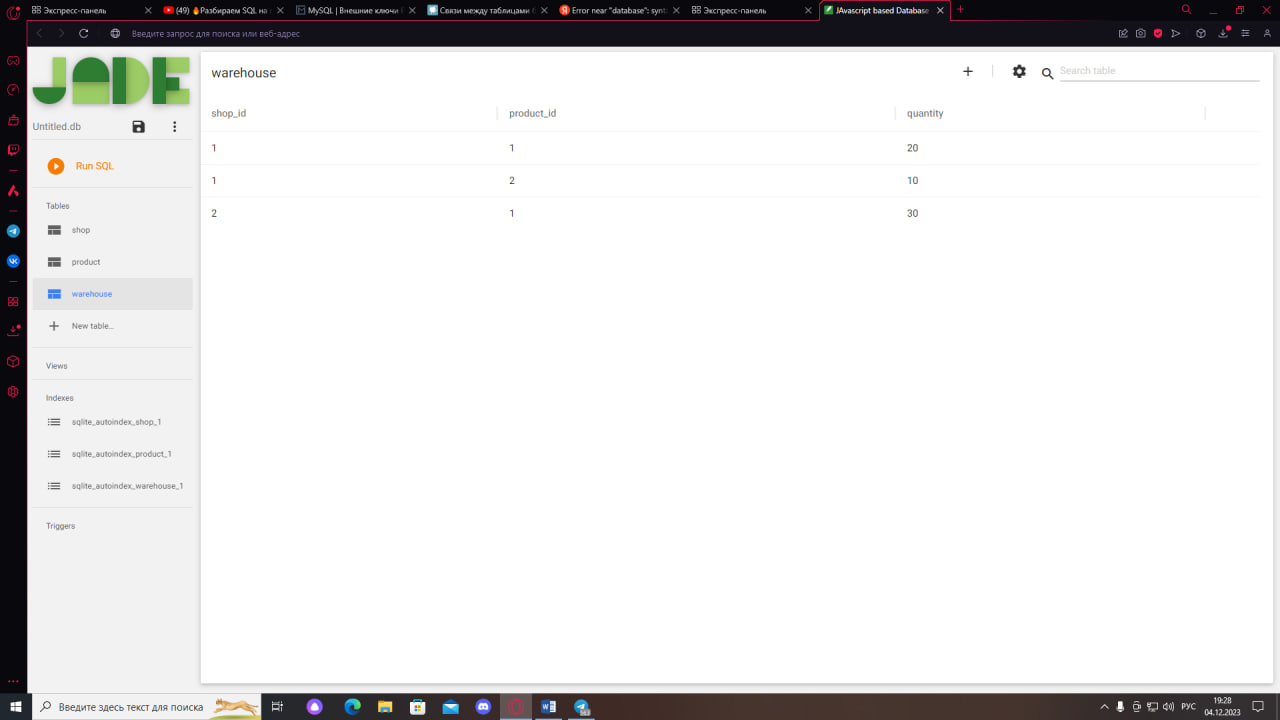 Экспресс-панель
(49) 🔥Разбираем SQL на
MySQL | Внешние ключи
Связи между таблицами
Error near "database": synt
Экспресс-панель
JAvascript based Database
Введите запрос для поиска или веб-адрес
JADE
Untitled.db
Run SQL
Tables
shop
product
warehouse
New table...
Views
Indexes
sqlite_autoindex_shop_1
sqlite_autoindex_product_1
sqlite_autoindex_warehouse_1
Triggers
warehouse
Search table
shop_id product_id quantity
1 1 20
1 2 10
2 1 30
Введите здесь текст для поиска
РУС
19:28
04.12.2023